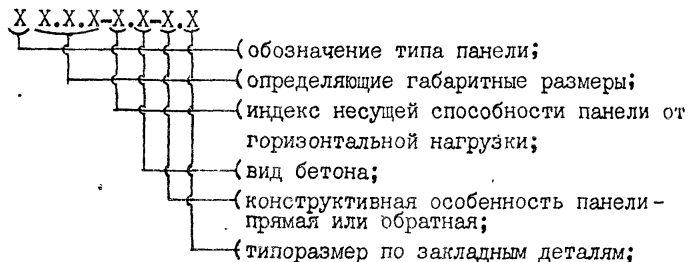 X X.X.X-X.X-X.X
обозначение типа панели;
определяющие габаритные размеры;
индекс несущей способности панели от
горизонтальной нагрузки;
вид бетона;
конструктивная особенность панели-
прямая или обратная;
типоразмер по закладным деталям;